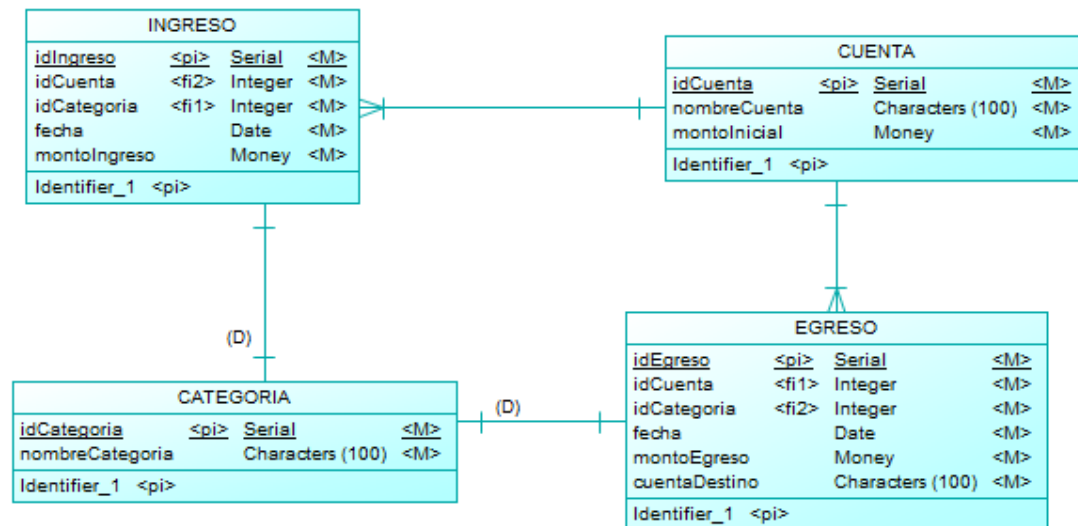 INGRESO
idIngreso <pi> Serial <M>
idCuenta <fi2> Integer <M>
idCategoria <fi1> Integer <M>
fecha Date <M>
montoIngreso Money <M>
Identifier_1 <pi>
CUENTA
idCuenta <pi> Serial <M>
nombreCuenta Characters (100) <M>
montoInicial Money <M>
Identifier_1 <pi>
(D)
CATEGORIA
idCategoria <pi> Serial <M>
nombreCategoria Characters (100) <M>
Identifier_1 <pi>
(D)
EGRESO
idEgreso <pi> Serial <M>
idCuenta <fi1> Integer <M>
idCategoria <fi2> Integer <M>
fecha Date <M>
montoEgreso Money <M>
cuentaDestino Characters (100) <M>
Identifier_1 <pi>